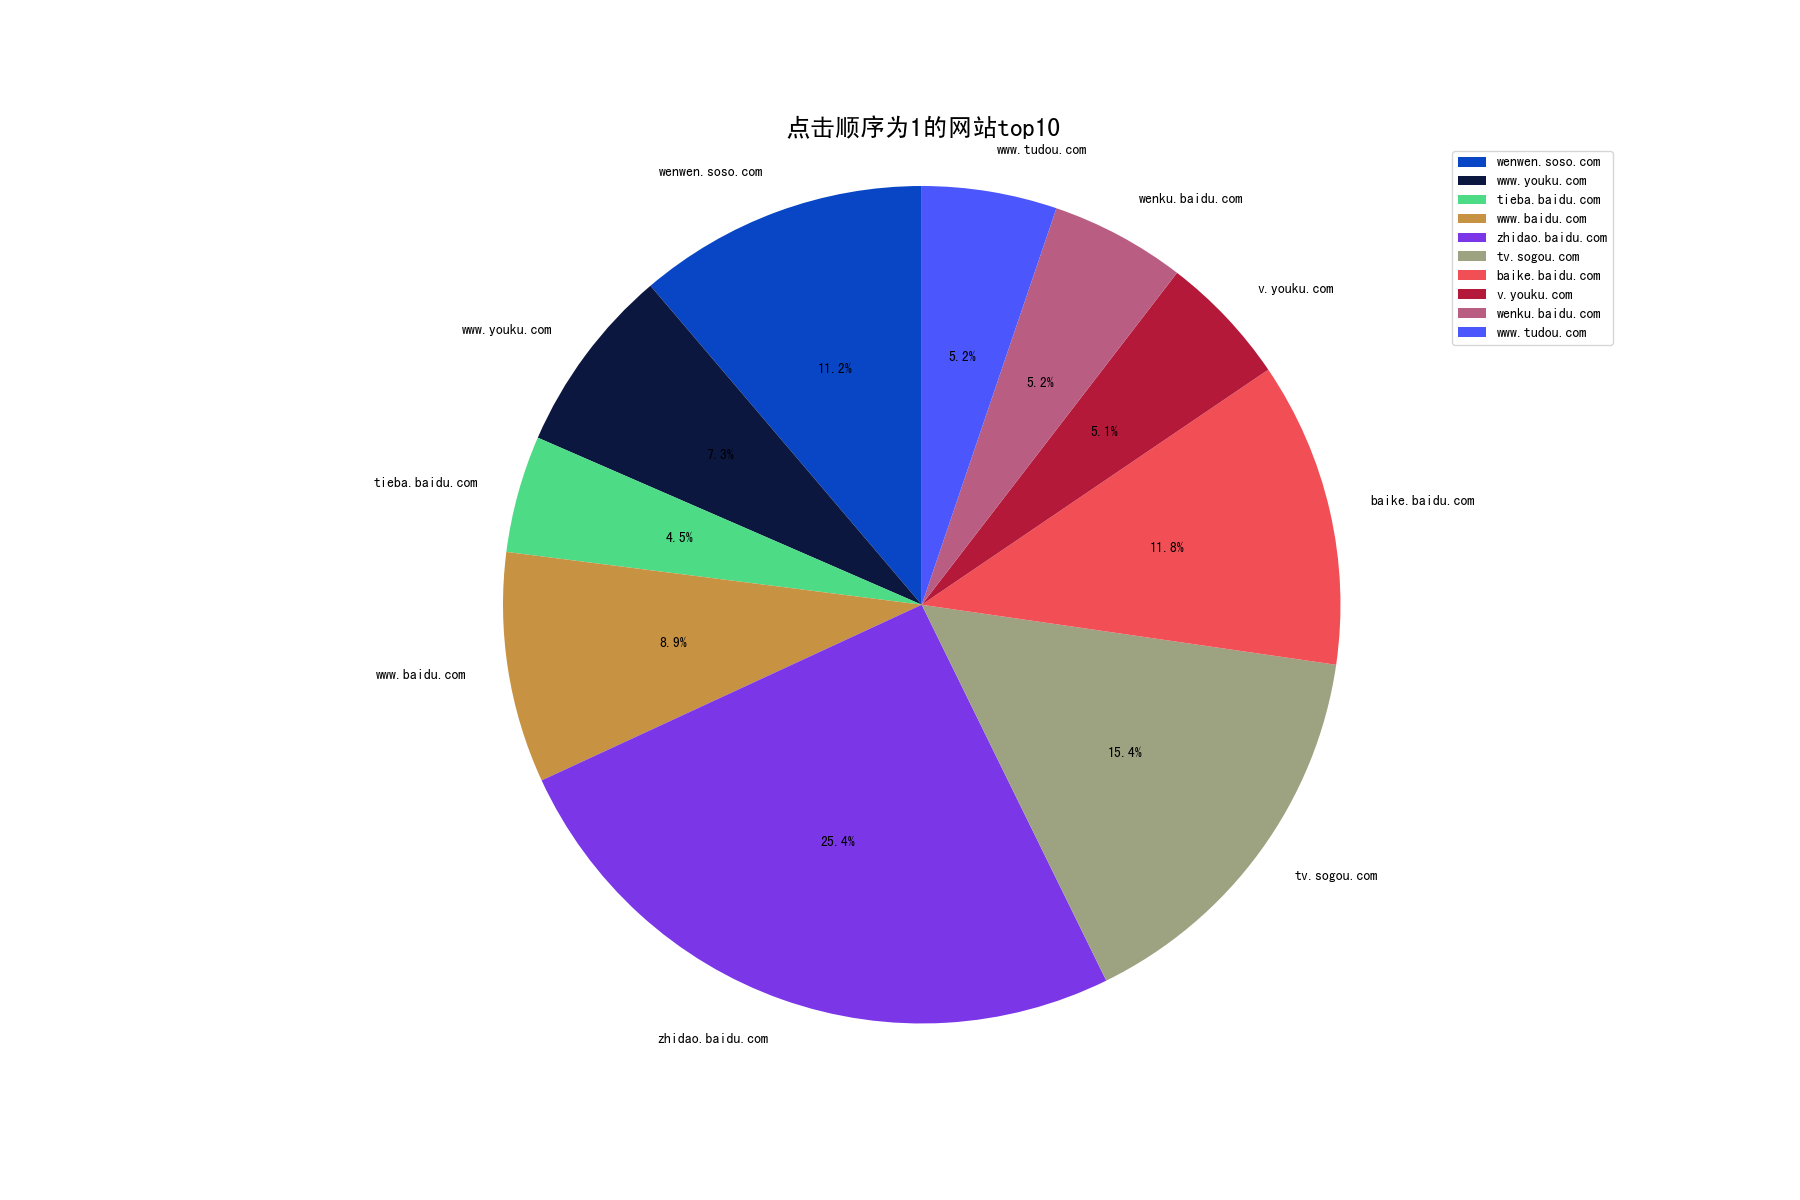 点击顺序为1的网站top10
www.tudou.com
wenwen.soso.com
wenku.baidu.com
v.youku.com
www.youku.com
tieba.baidu.com
baike.baidu.com
www.baidu.com
tv.sogou.com
zhidao.baidu.com
11.2%
5.2%
5.2%
5.1%
7.3%
4.5%
11.8%
8.9%
15.4%
25.4%
wenwen.soso.com
www.youku.com
tieba.baidu.com
www.baidu.com
zhidao.baidu.com
tv.sogou.com
baike.baidu.com
v.youku.com
wenku.baidu.com
www.tudou.com